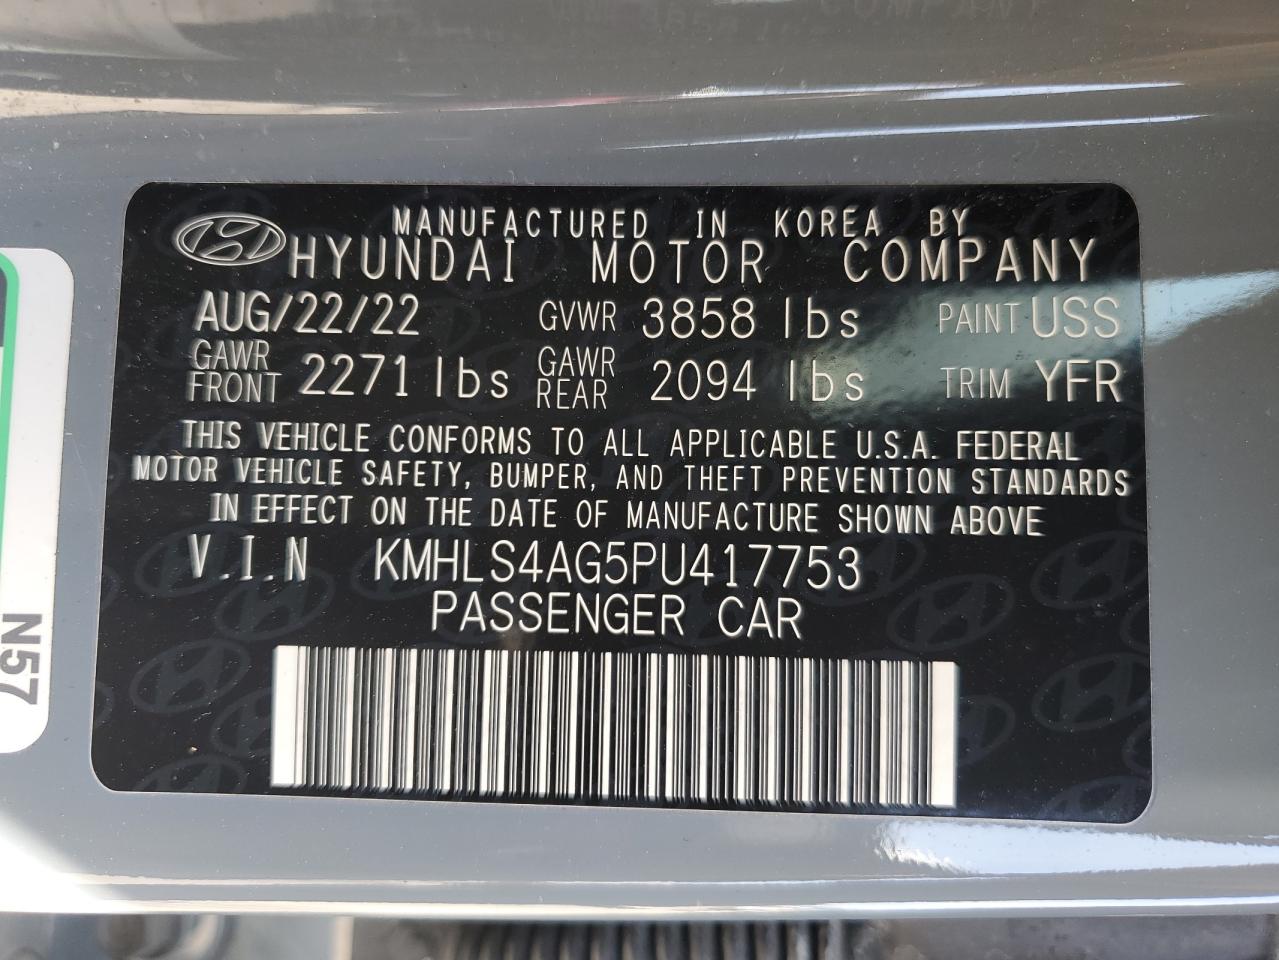 MANUFACTURED IN KOREA BY
HYUNDAI MOTOR COMPANY
AUG/22/22 GVWR 3858 lbs PAINT USS
GAWR FRONT 2271 lbs GAWR REAR 2094 lbs TRIM YFR
THIS VEHICLE CONFORMS TO ALL APPLICABLE U.S.A. FEDERAL
MOTOR VEHICLE SAFETY, BUMPER, AND THEFT PREVENTION STANDARDS
IN EFFECT ON THE DATE OF MANUFACTURE SHOWN ABOVE
V.I.N KMHLS4AG5PU417753
PASSENGER CAR
N57